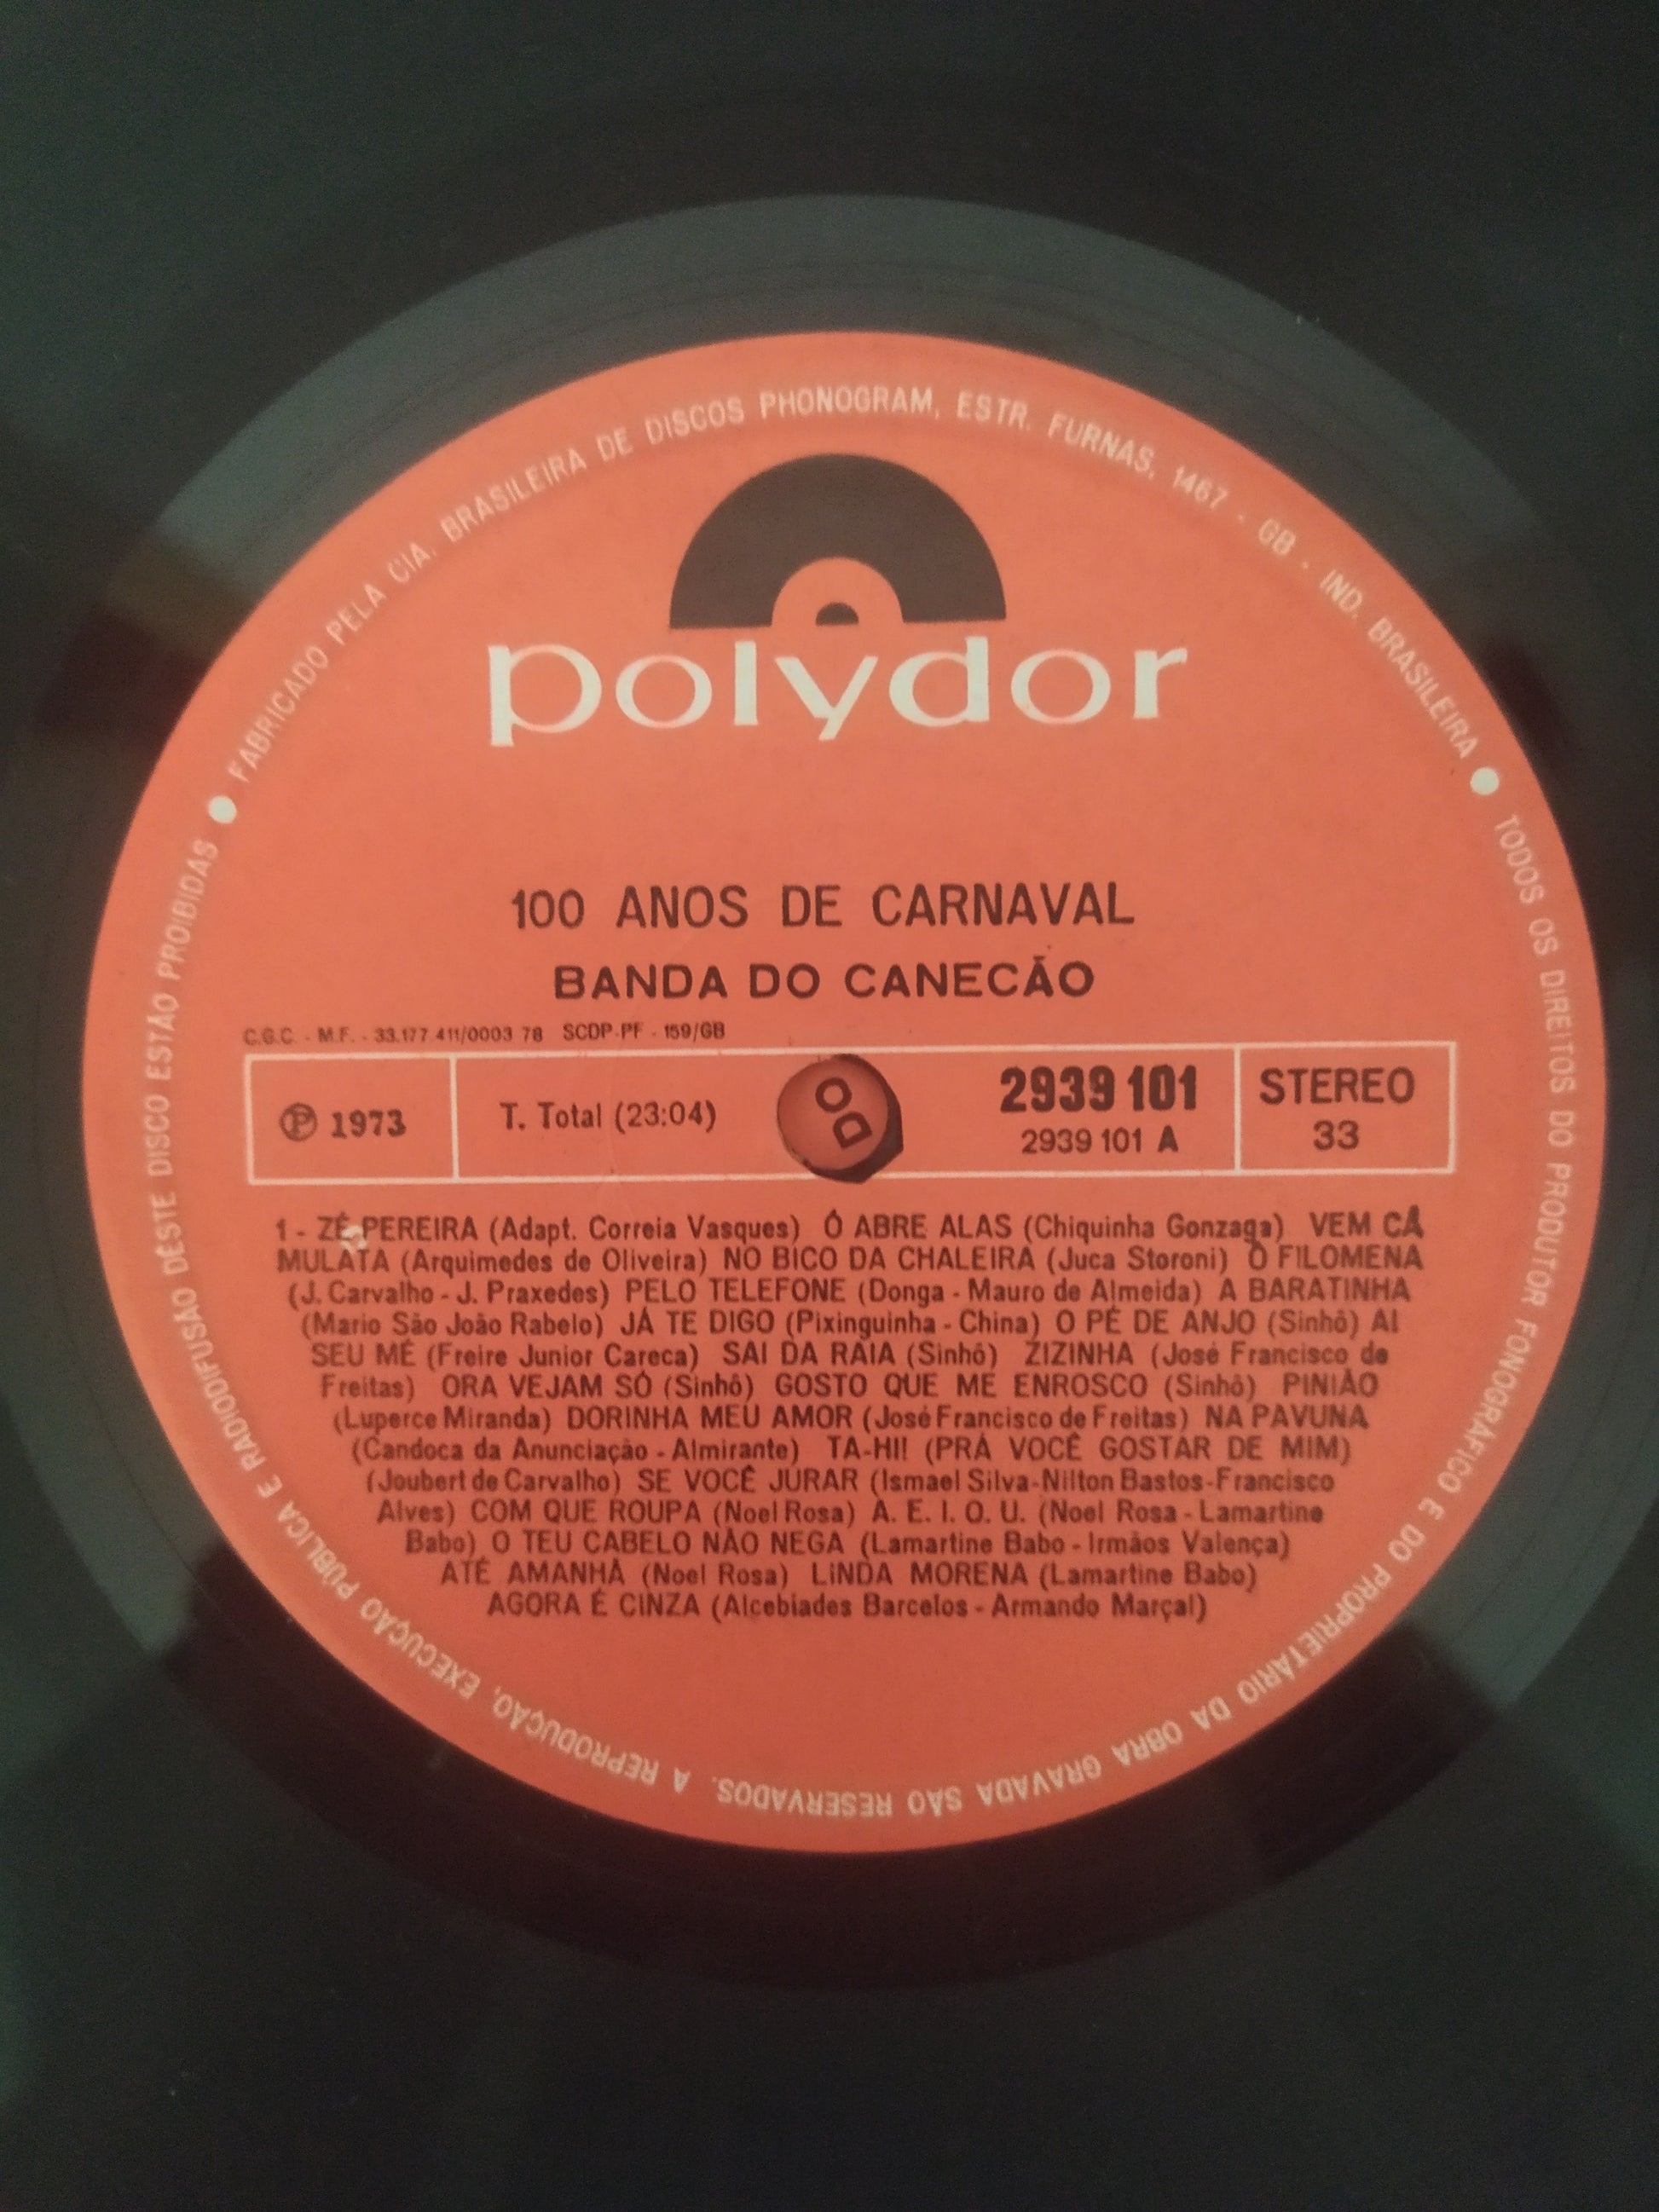 FABRICADO PELA CIA. BRASILEIRA DE DISCOS PHONOGRAM, ESTR. FURNAS, 1467 - GB - IND. BRASILEIRA
polydor
100 ANOS DE CARNAVAL
BANDA DO CANECÃO
C.G.C. - M.F. - 33.177 411/0003 78 SCDP-PF - 159/GB
℗ 1973
T. Total (23:04)
DO
2939 101
2939 101 A
STEREO
33
1 - ZÉ PEREIRA (Adapt. Correia Vasques) Ó ABRE ALAS (Chiquinha Gonzaga) VEM CÁ
MULATA (Arquimedes de Oliveira) NO BICO DA CHALEIRA (Juca Storoni) Ó FILOMENA
(J. Carvalho - J. Praxedes) PELO TELEFONE (Donga - Mauro de Almeida) A BARATINHA
(Mario São João Rabelo) JÁ TE DIGO (Pixinguinha - China) O PÉ DE ANJO (Sinhô) AI
SEU MÉ (Freire Junior Careca) SAI DA RAIA (Sinhô) ZIZINHA (José Francisco de
Freitas) ORA VEJAM SÓ (Sinhô) GOSTO QUE ME ENROSCO (Sinhô) PINIÃO
(Luperce Miranda) DORINHA MEU AMOR (José Francisco de Freitas) NA PAVUNA
(Candoca da Anunciação - Almirante) TA-HI! (PRÁ VOCÊ GOSTAR DE MIM)
(Joubert de Carvalho) SE VOCÊ JURAR (Ismael Silva-Nilton Bastos-Francisco
Alves) COM QUE ROUPA (Noel Rosa) A. E. I. O. U. (Noel Rosa - Lamartine
Babo) O TEU CABELO NÃO NEGA (Lamartine Babo - Irmãos Valença)
ATÉ AMANHÃ (Noel Rosa) LINDA MORENA (Lamartine Babo)
AGORA É CINZA (Alcebiades Barcelos - Armando Marçal)
TODOS OS DIREITOS DO PRODUTOR FONOGRÁFICO E DO PROPRIETÁRIO DA OBRA GRAVADA SÃO RESERVADOS. A REPRODUÇÃO, EXECUÇÃO PÚBLICA E RADIODIFUSÃO DÊSTE DISCO ESTÃO PROIBIDAS